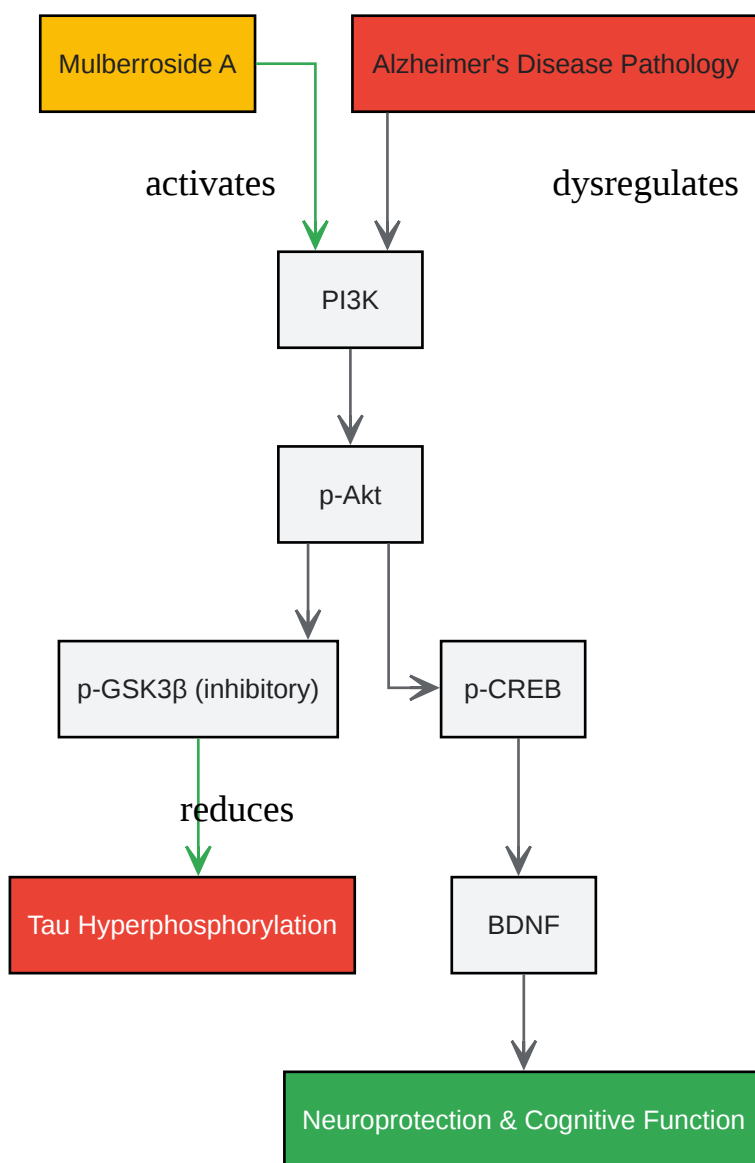 Mulberroside A
Alzheimer's Disease Pathology
activates
dysregulates
PI3K
p-Akt
p-GSK3β (inhibitory)
p-CREB
reduces
Tau Hyperphosphorylation
BDNF
Neuroprotection & Cognitive Function